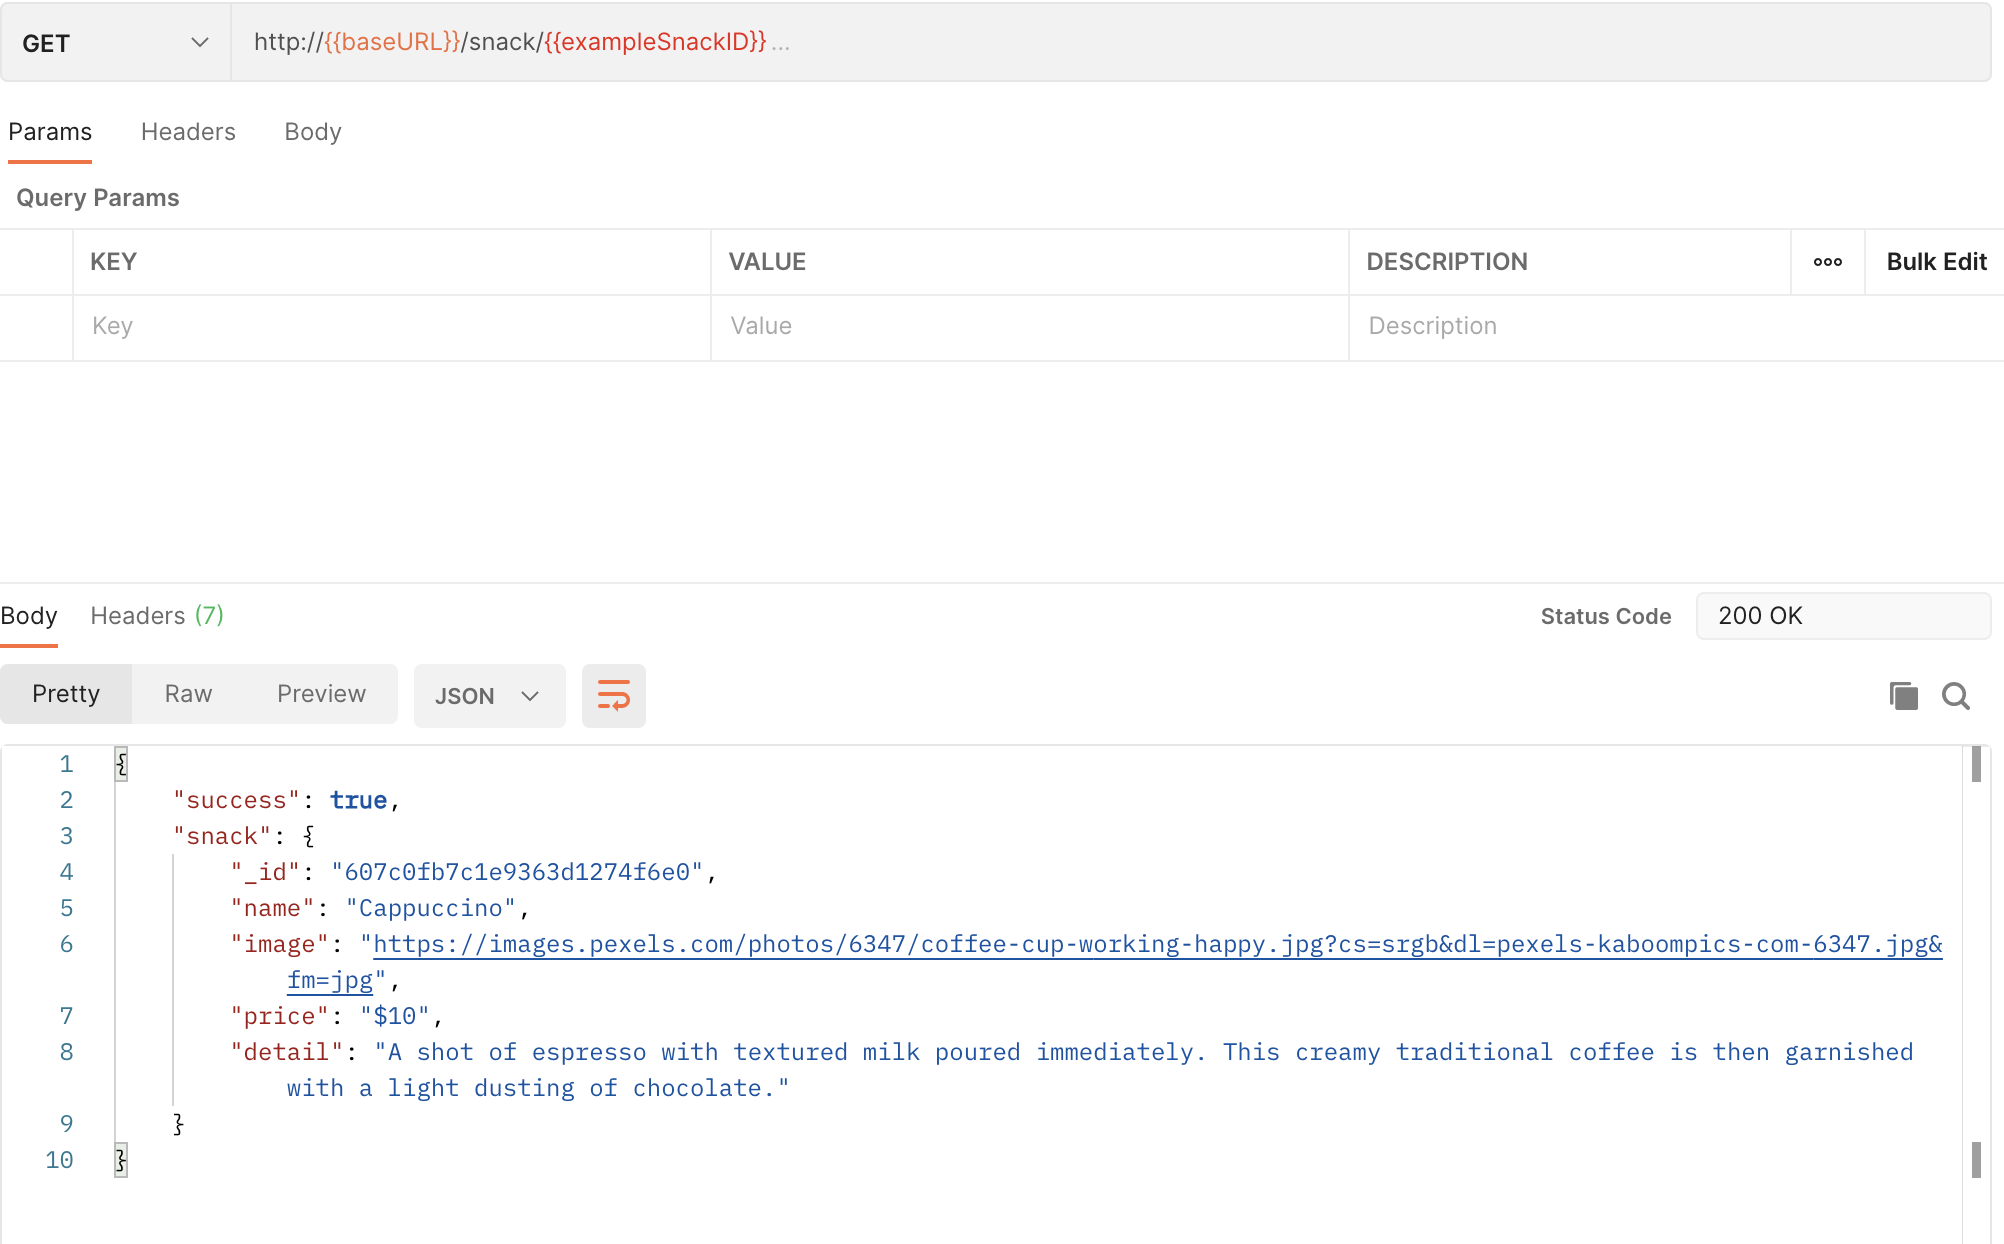 GET
http://{{baseURL}}/snack/{{exampleSnackID}} ...
Params Headers Body
Query Params
KEY VALUE DESCRIPTION ooo Bulk Edit
Key Value Description
Body Headers (7) Status Code 200 OK
Pretty Raw Preview JSON
1 {
2 "success": true,
3 "snack": {
4 "_id": "607c0fb7c1e9363d1274f6e0",
5 "name": "Cappuccino",
6 "image": "https://images.pexels.com/photos/6347/coffee-cup-working-happy.jpg?cs=srgb&dl=pexels-kaboompics-com-6347.jpg&
fm=jpg",
7 "price": "$10",
8 "detail": "A shot of espresso with textured milk poured immediately. This creamy traditional coffee is then garnished
with a light dusting of chocolate."
9 }
10 }